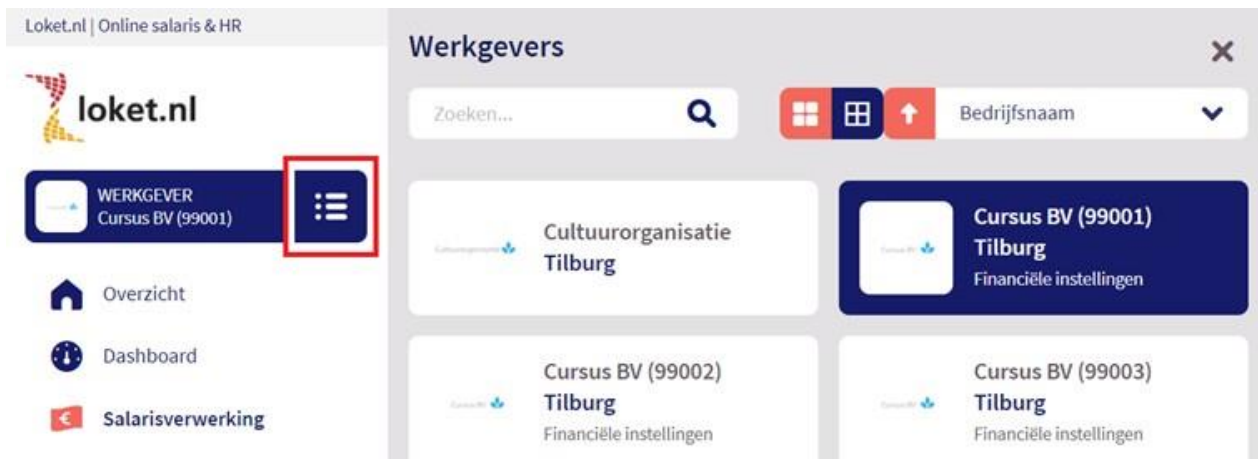 Loket.nl | Online salaris & HR
loket.nl
WERKGEVER
Cursus BV (99001)
Overzicht
Dashboard
€
Salarisverwerking
Werkgevers
Zoeken...
Bedrijfsnaam
Cultuurorganisatie
Tilburg
Cursus BV (99001)
Tilburg
Financiële instellingen
Cursus BV (99002)
Tilburg
Financiële instellingen
Cursus BV (99003)
Tilburg
Financiële instellingen